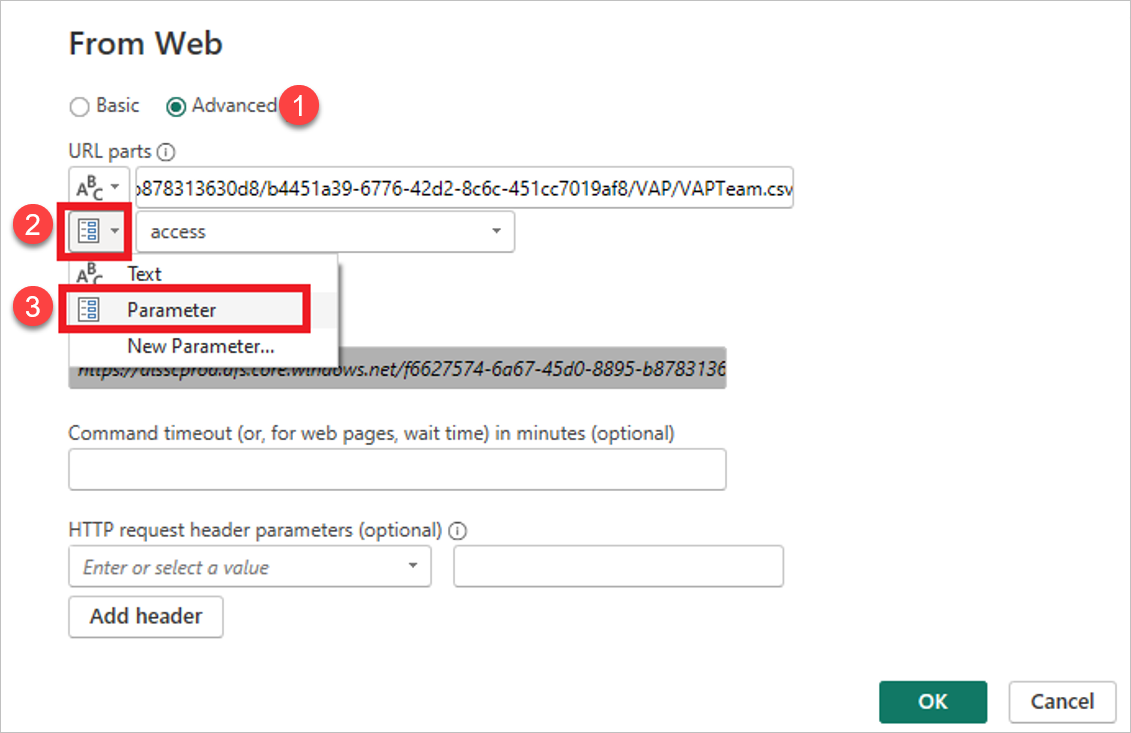 From Web
Basic Advanced 1
URL parts
ABC b878313630d8/b4451a39-6776-42d2-8c6c-451cc7019af8/VAP/VAPTeam.csv
2 access
ABC Text
3 Parameter
New Parameter...
https://dlsscprod.dfs.core.windows.net/f6627574-6a67-45d0-8895-b8783136
Command timeout (or, for web pages, wait time) in minutes (optional)
HTTP request header parameters (optional)
Enter or select a value
Add header
OK Cancel